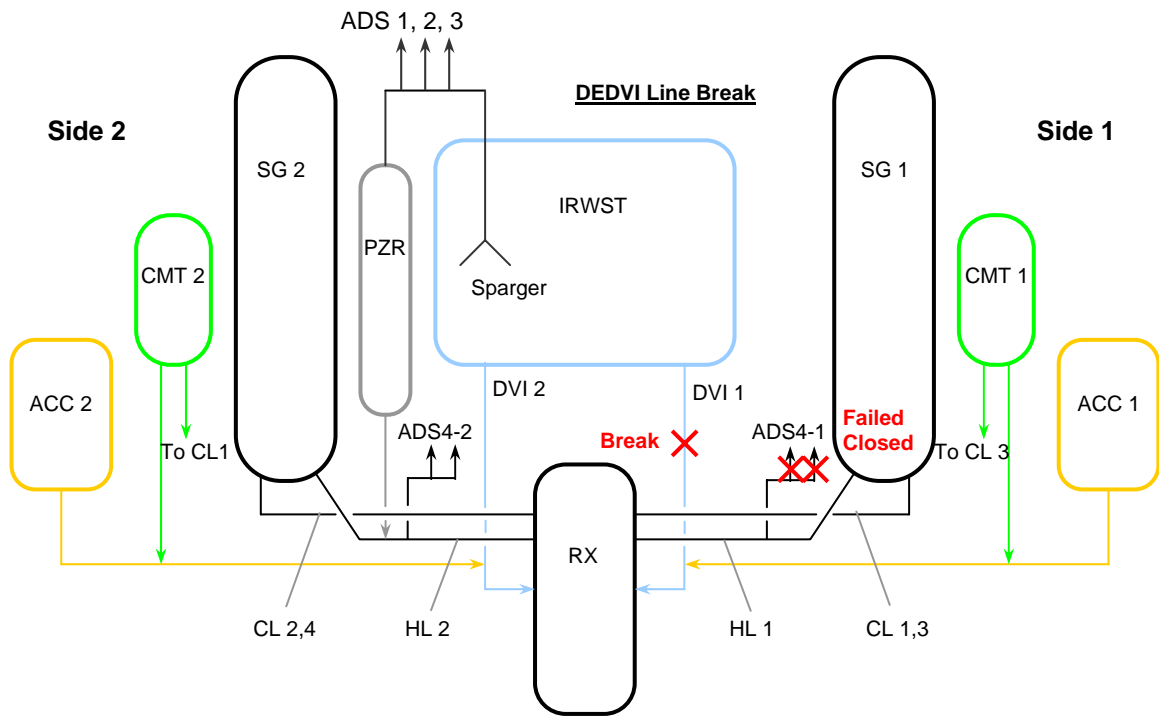 ADS 1, 2, 3
DEDVI Line Break
Side 2
Side 1
SG 2
SG 1
IRWST
PZR
CMT 2
CMT 1
Sparger
ACC 2
ACC 1
DVI 2
DVI 1
To CL1
ADS4-2
Break
ADS4-1
Failed
Closed
To CL 3
RX
CL 2,4
HL 2
HL 1
CL 1,3